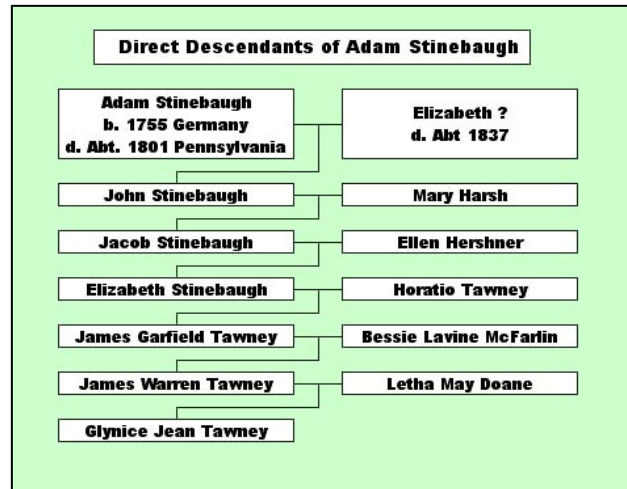 Direct Descendants of Adam Stinebaugh
Adam Stinebaugh
b. 1755 Germany
d. Abt. 1801 Pennsylvania
Elizabeth ?
d. Abt 1837
John Stinebaugh
Mary Harsh
Jacob Stinebaugh
Ellen Hershner
Elizabeth Stinebaugh
Horatio Tawney
James Garfield Tawney
Bessie Lavine McFarlin
James Warren Tawney
Letha May Doane
Glynice Jean Tawney